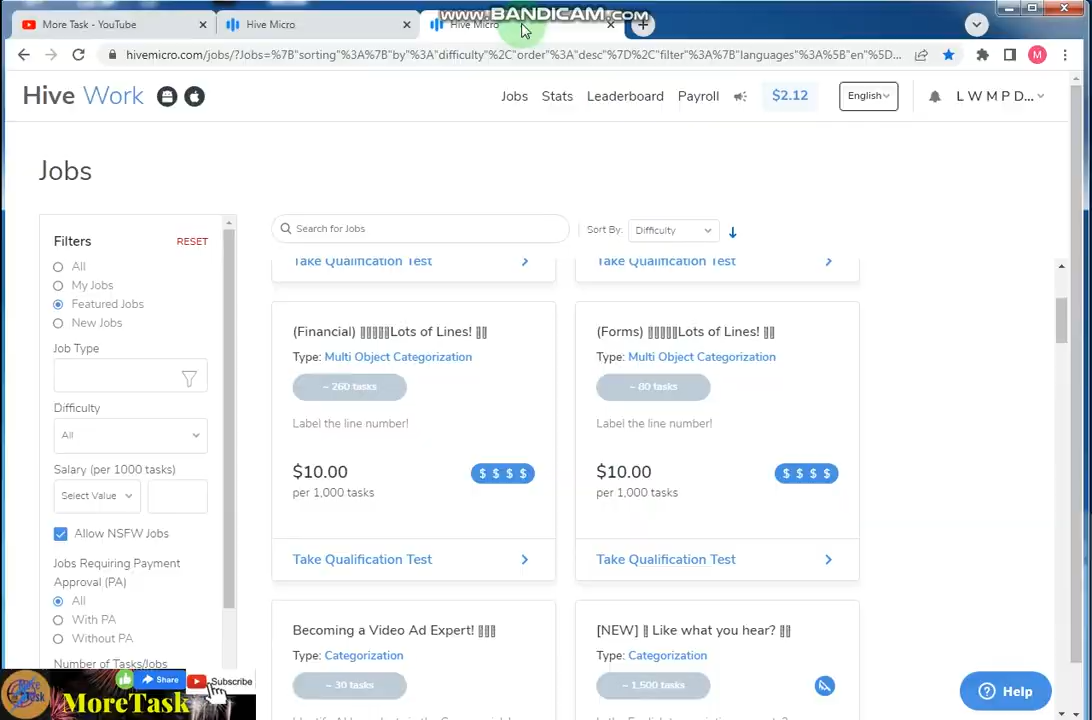 www.BANDICAM.com
More Task - YouTube
Hive Micro
Hive Micro
hivemicro.com/jobs/?Jobs=%7B"sorting"%3A%7B"by"%3A"difficulty"%2C"order"%3A"desc"%7D%2C"filter"%3A%7B"languages"%3A%5B"en"%5D...
M
Hive Work
Jobs Stats Leaderboard Payroll $2.12 English L W M P D...
Jobs
Filters RESET
All
My Jobs
Featured Jobs
New Jobs
Job Type
Difficulty
All
Salary (per 1000 tasks)
Select Value
Allow NSFW Jobs
Jobs Requiring Payment
Approval (PA)
All
With PA
Without PA
Number of Tasks/Jobs
Search for Jobs
Sort By: Difficulty
Take Qualification Test
Take Qualification Test
(Financial) Lots of Lines!
Type: Multi Object Categorization
~ 260 tasks
Label the line number!
$10.00 $ $ $ $
per 1,000 tasks
Take Qualification Test
(Forms) Lots of Lines!
Type: Multi Object Categorization
~ 80 tasks
Label the line number!
$10.00 $ $ $ $
per 1,000 tasks
Take Qualification Test
Becoming a Video Ad Expert!
Type: Categorization
~ 30 tasks
[NEW] Like what you hear?
Type: Categorization
~ 1,500 tasks
Help
Share Subscribe
MoreTask